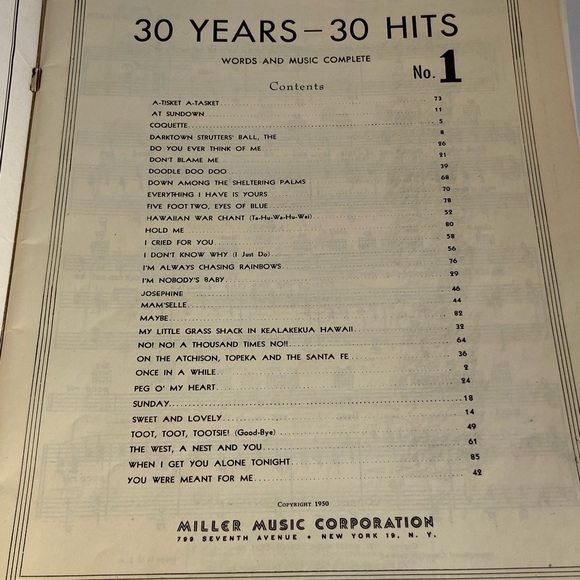 30 YEARS - 30 HITS
WORDS AND MUSIC COMPLETE
No. 1
Contents
A-TISKET A-TASKET 73
AT SUNDOWN 11
COQUETTE 5
DARKTOWN STRUTTERS' BALL, THE 8
DO YOU EVER THINK OF ME 26
DON'T BLAME ME 21
DOODLE DOO DOO 39
DOWN AMONG THE SHELTERING PALMS 68
EVERYTHING I HAVE IS YOURS 70
FIVE FOOT TWO, EYES OF BLUE 78
HAWAIIAN WAR CHANT (Ta-Hu-Wa-Hu-Wai) 52
HOLD ME 80
I CRIED FOR YOU 58
I DON'T KNOW WHY (I Just Do) 56
I'M ALWAYS CHASING RAINBOWS 76
I'M NOBODY'S BABY 29
JOSEPHINE 46
MAM'SELLE 44
MAYBE 82
MY LITTLE GRASS SHACK IN KEALAKEKUA HAWAII 32
NO! NO! A THOUSAND TIMES NO!! 64
ON THE ATCHISON, TOPEKA AND THE SANTA FE 36
ONCE IN A WHILE 2
PEG O' MY HEART 24
SUNDAY 18
SWEET AND LOVELY 14
TOOT, TOOT, TOOTSIE! (Good-Bye) 49
THE WEST, A NEST AND YOU 61
WHEN I GET YOU ALONE TONIGHT 85
YOU WERE MEANT FOR ME 42
COPYRIGHT 1950
MILLER MUSIC CORPORATION
799 SEVENTH AVENUE • NEW YORK 19, N. Y.